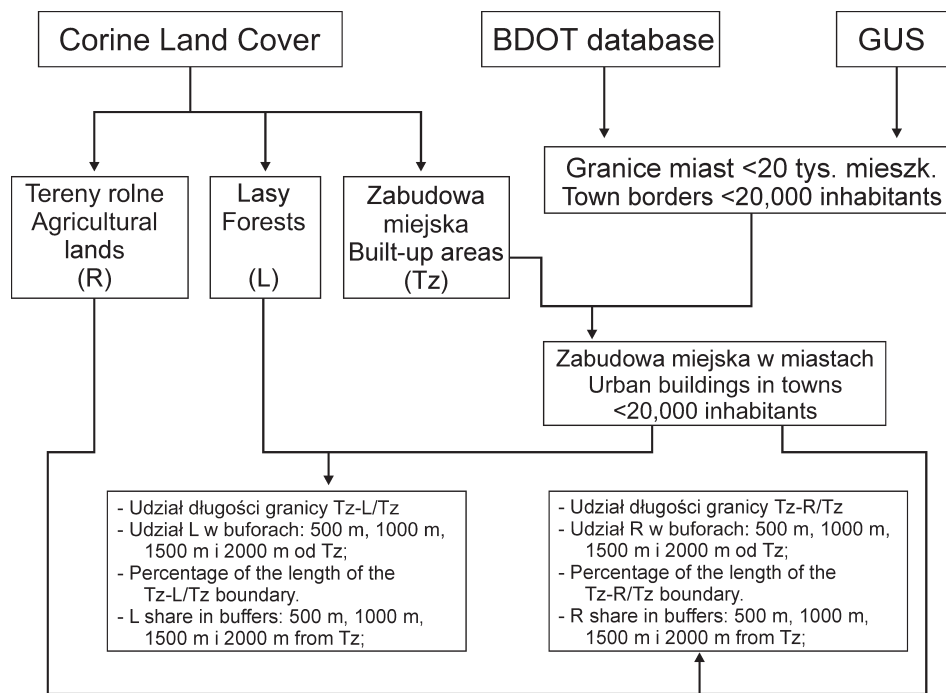 Corine Land Cover
BDOT database
GUS
Granice miast <20 tys. mieszk.
Town borders <20,000 inhabitants
Tereny rolne
Agricultural
lands
(R)
Lasy
Forests
(L)
Zabudowa
miejska
Built-up areas
(Tz)
Zabudowa miejska w miastach
Urban buildings in towns
<20,000 inhabitants
- Udział długości granicy Tz-L/Tz
- Udział L w buforach: 500 m, 1000 m,
1500 m i 2000 m od Tz;
- Percentage of the length of the
Tz-L/Tz boundary.
- L share in buffers: 500 m, 1000 m,
1500 m i 2000 m from Tz;
- Udział długości granicy Tz-R/Tz
- Udział R w buforach: 500 m, 1000 m,
1500 m i 2000 m od Tz;
- Percentage of the length of the
Tz-R/Tz boundary.
- R share in buffers: 500 m, 1000 m,
1500 m i 2000 m from Tz;